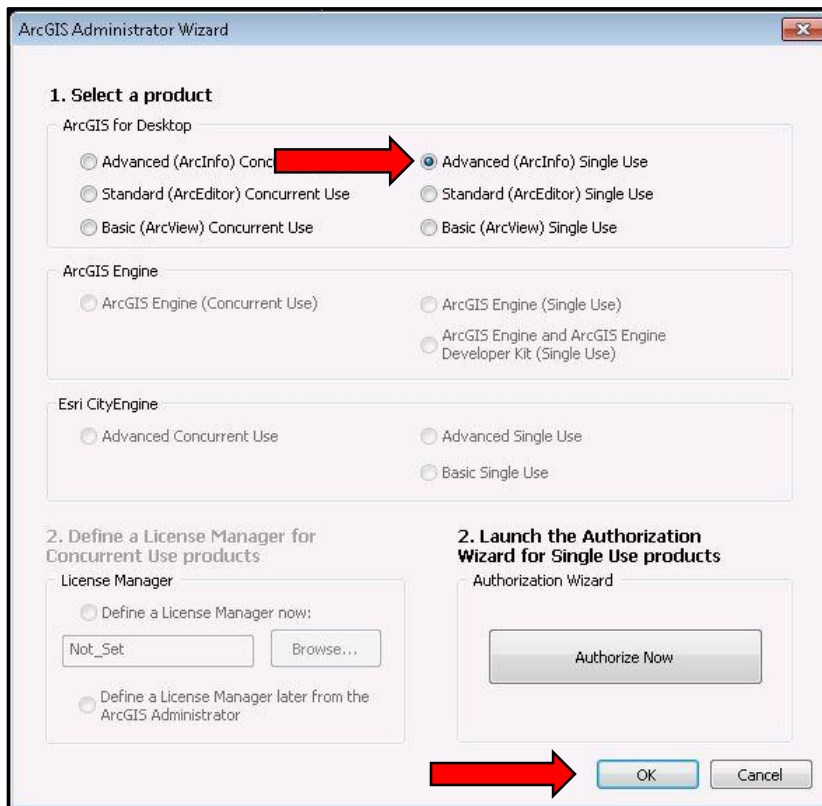 ArcGIS Administrator Wizard
1. Select a product
ArcGIS for Desktop
Advanced (ArcInfo) Conc
Advanced (ArcInfo) Single Use
Standard (ArcEditor) Concurrent Use
Standard (ArcEditor) Single Use
Basic (ArcView) Concurrent Use
Basic (ArcView) Single Use
ArcGIS Engine
ArcGIS Engine (Concurrent Use)
ArcGIS Engine (Single Use)
ArcGIS Engine and ArcGIS Engine
Developer Kit (Single Use)
Esri CityEngine
Advanced Concurrent Use
Advanced Single Use
Basic Single Use
2. Define a License Manager for
Concurrent Use products
License Manager
Define a License Manager now:
Not_Set
Browse...
Define a License Manager later from the
ArcGIS Administrator
2. Launch the Authorization
Wizard for Single Use products
Authorization Wizard
Authorize Now
OK
Cancel